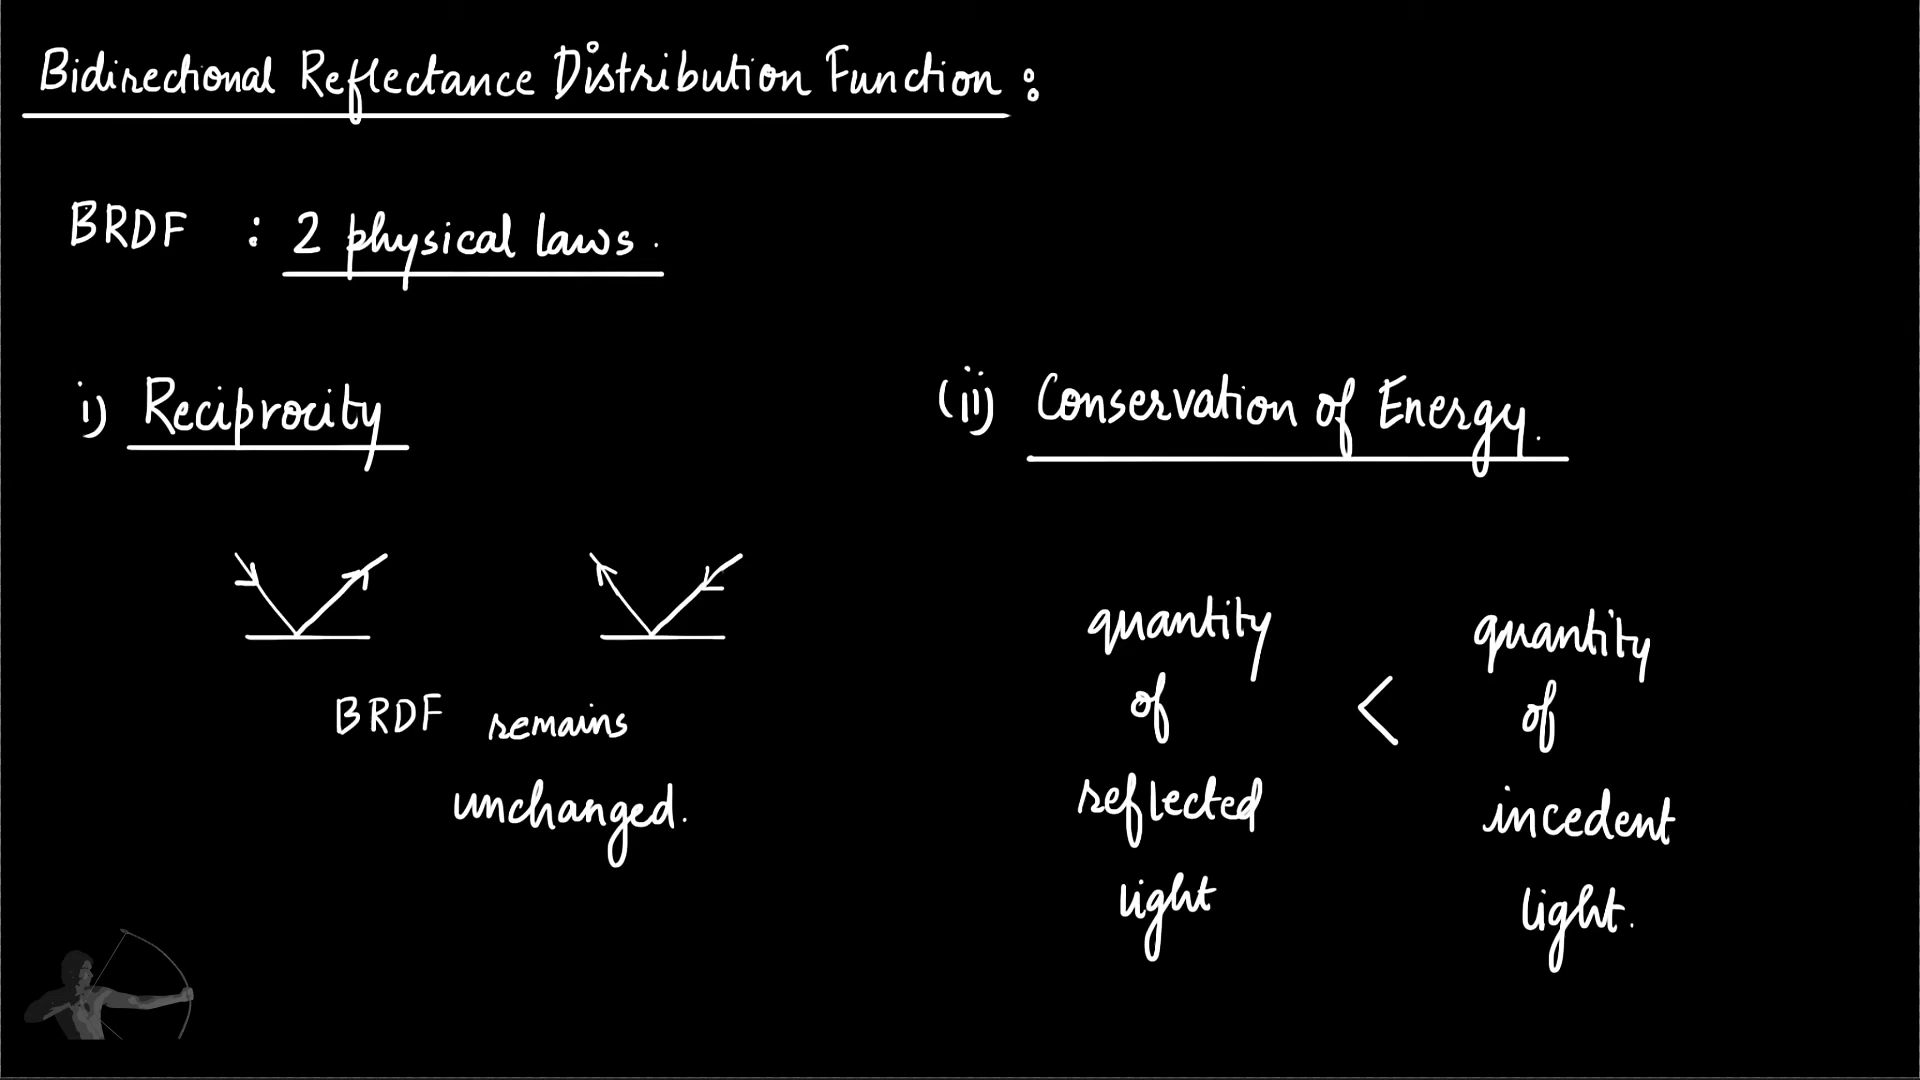 Bidirectional Reflectance Distribution Function :
BRDF : 2 physical laws.
i) Reciprocity
BRDF remains
unchanged.
(ii) Conservation of Energy.
quantity
of
reflected
light
<
quantity
of
incedent
light.